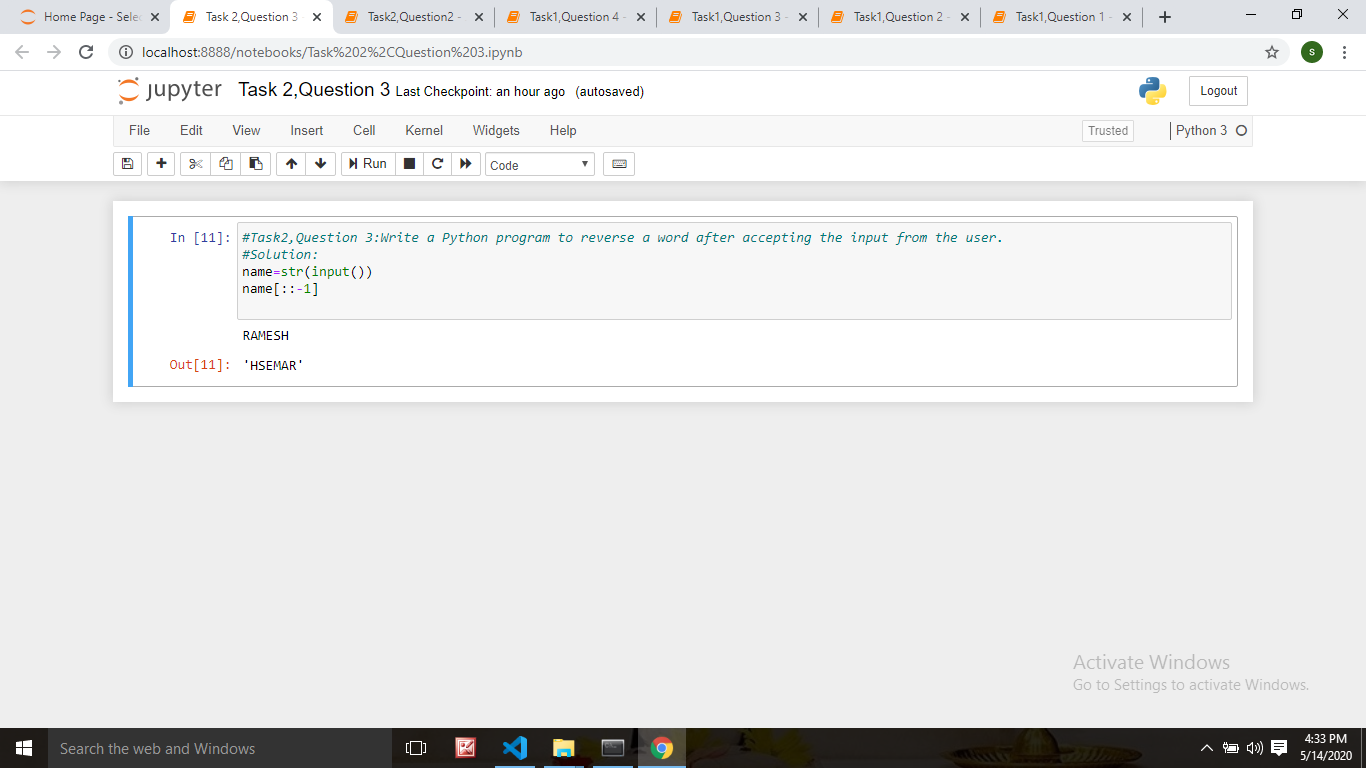 Home Page - Selec
Task 2,Question 3
Task2,Question2 -
Task1,Question 4 -
Task1,Question 3 -
Task1,Question 2 -
Task1,Question 1 -
localhost:8888/notebooks/Task%202%2CQuestion%203.ipynb
s
jupyter Task 2,Question 3 Last Checkpoint: an hour ago (autosaved)
Logout
File Edit View Insert Cell Kernel Widgets Help
Trusted
Python 3
Run
Code
In [11]: #Task2,Question 3:Write a Python program to reverse a word after accepting the input from the user.
#Solution:
name=str(input())
name[::-1]
RAMESH
Out[11]: 'HSEMAR'
Activate Windows
Go to Settings to activate Windows.
Search the web and Windows
4:33 PM
5/14/2020